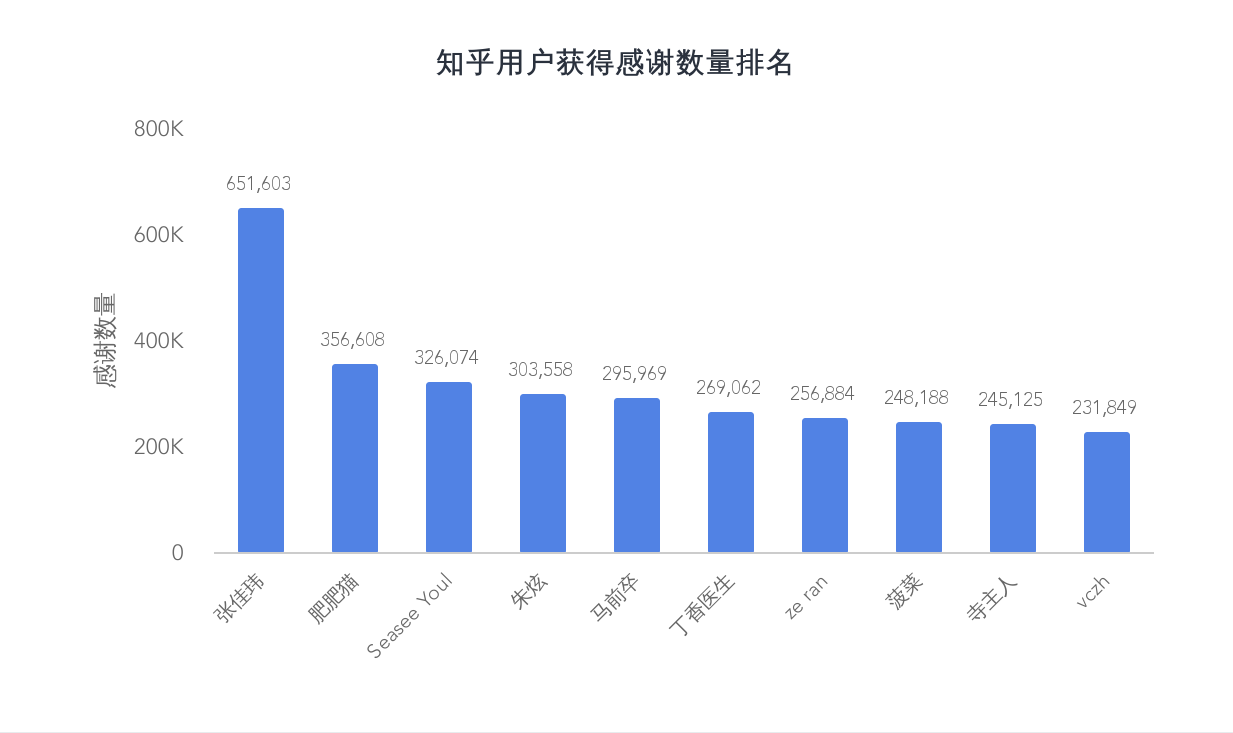 知乎用户获得感谢数量排名
感谢数量
800K
600K
400K
200K
0
651,603
356,608
326,074
303,558
295,969
269,062
256,884
248,188
245,125
231,849
张佳玮
肥肥猫
Seasee Youl
朱炫
马前卒
丁香医生
ze ran
菠菜
寺主人
vczh